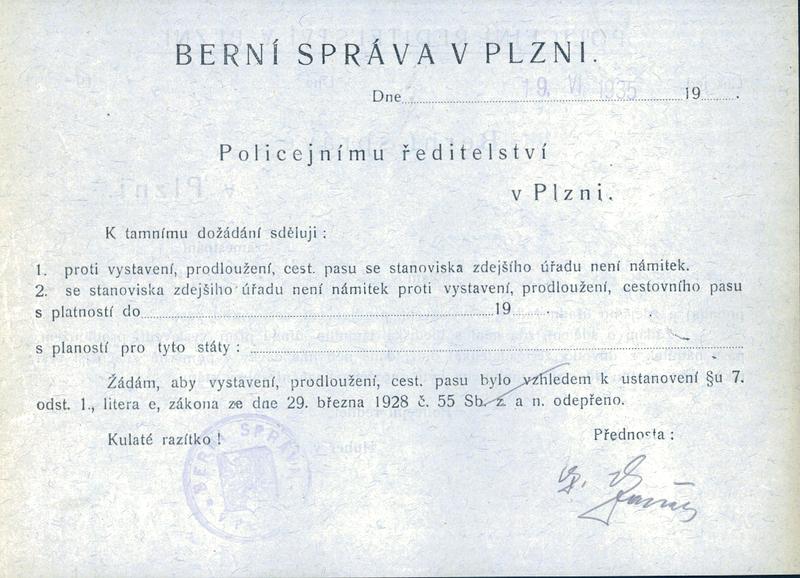 BERNÍ SPRÁVA V PLZNI.
Dne 19. VI. 1935 19 .
Policejnímu ředitelství
v Plzni.
K tamnímu dožádání sděluji :
1. proti vystavení, prodloužení, cest. pasu se stanoviska zdejšího úřadu není námitek.
2. se stanoviska zdejšiho úřadu není námitek proti vystavení, prodloužení, cestovního pasu
s platností do 19
s plaností pro tyto státy :
Žádám, aby vystavení, prodloužení, cest. pasu bylo vzhledem k ustanovení §u 7.
odst. 1., litera e, zákona ze dne 29. března 1928 č. 55 Sb. z. a n. odepřeno.
Kulaté razítko !
Přednosta :
BERNÍ SPRÁVA